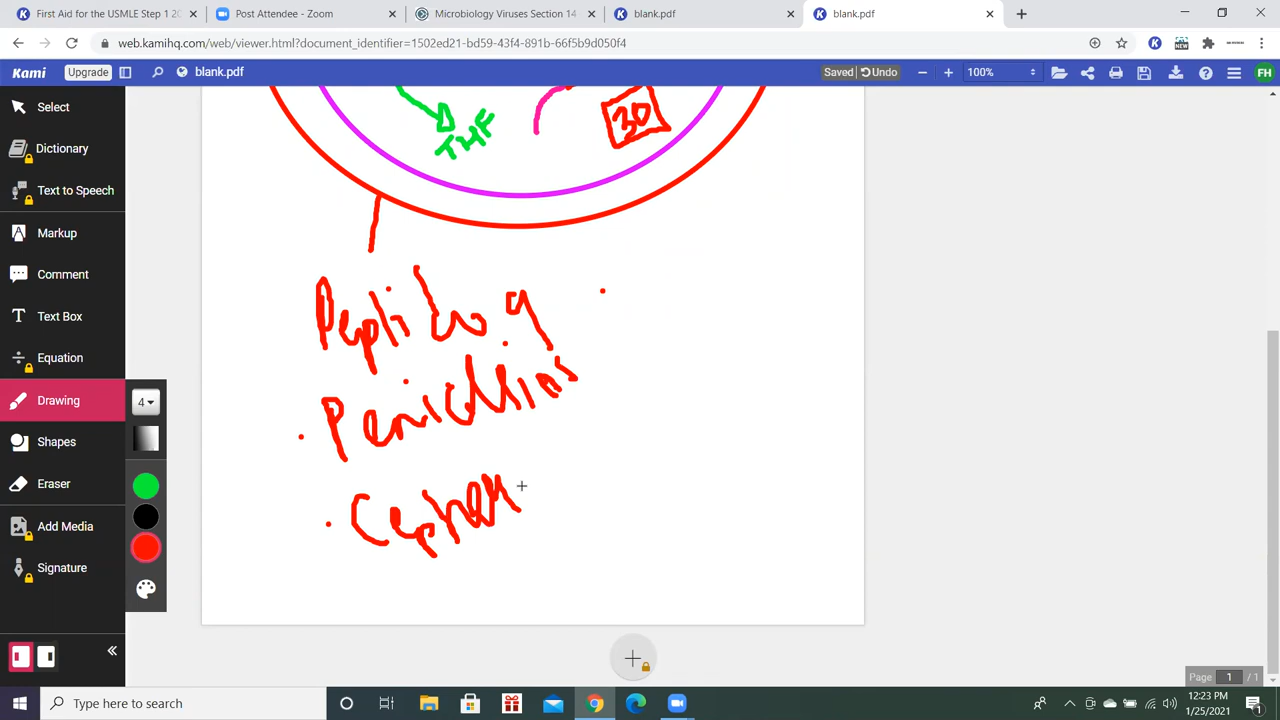 First Aid for the USMLE Step 1 20
Post Attendee - Zoom
Microbiology Viruses Section 14
blank.pdf
blank.pdf
web.kamihq.com/web/viewer.html?document_identifier=1502ed21-bd59-43f4-891b-66f5b9d050f4
Kami Upgrade blank.pdf Saved Undo 100% FH
Select
Dictionary
Text to Speech
Markup
Comment
Text Box
Equation
Drawing
4
Shapes
Eraser
Add Media
Signature
THF
30
Penicillins
Page 1 / 1
Type here to search
12:23 PM
1/25/2021